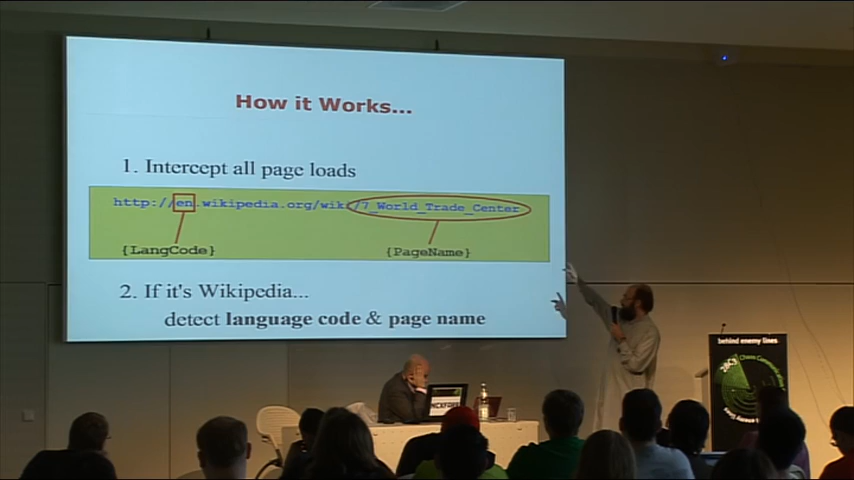 How it Works...
1. Intercept all page loads
http://en.wikipedia.org/wiki/7_World_Trade_Center
{LangCode} {PageName}
2. If it's Wikipedia...
detect language code & page name
behind enemy lines